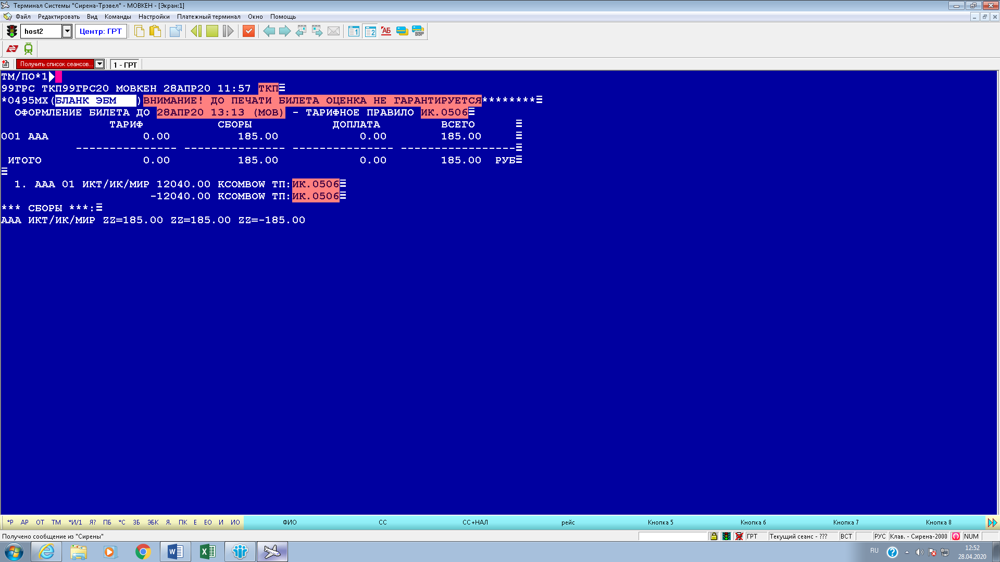 Терминал Системы "Сирена-Трэвел" - МОВКЕН - [Экран:1]
Файл Редактировать Вид Команды Настройки Платежный терминал Окно Помощь
host2 Центр: ГРТ 1 2 АБ BSP
Получить список сеансов... 1 - ГРТ
ТМ/ПО*1
99ГРС ТКП99ГРС20 МОВКЕН 28АПР20 11:57 ТКП
*0495МХ(БЛАНК ЭБМ )ВНИМАНИЕ! ДО ПЕЧАТИ БИЛЕТА ОЦЕНКА НЕ ГАРАНТИРУЕТСЯ********
ОФОРМЛЕНИЕ БИЛЕТА ДО 28АПР20 13:13 (МОВ) - ТАРИФНОЕ ПРАВИЛО ИК.0506
ТАРИФ СБОРЫ ДОПЛАТА ВСЕГО
001 ААА 0.00 185.00 0.00 185.00
--------------- --------------- --------------- -----------------
ИТОГО 0.00 185.00 0.00 185.00 РУБ
1. ААА 01 ИКТ/ИК/МИР 12040.00 KCOMBOW ТП:ИК.0506
-12040.00 KCOMBOW ТП:ИК.0506
*** СБОРЫ ***:
ААА ИКТ/ИК/МИР ZZ=185.00 ZZ=185.00 ZZ=-185.00
*Р АР ОТ ТМ *И/1 Я? ПБ *С ЗБ ЭБК Я. ПК Е ЕО И ИО ФИО СС СС+НАЛ рейс Кнопка 5 Кнопка 6 Кнопка 7 Кнопка 8
Получено сообщение из "Сирены" ГРТ Текущий сеанс - ??? ВСТ РУС Клав. - Сирена-2000 NUM
RU 12:52
28.04.2020